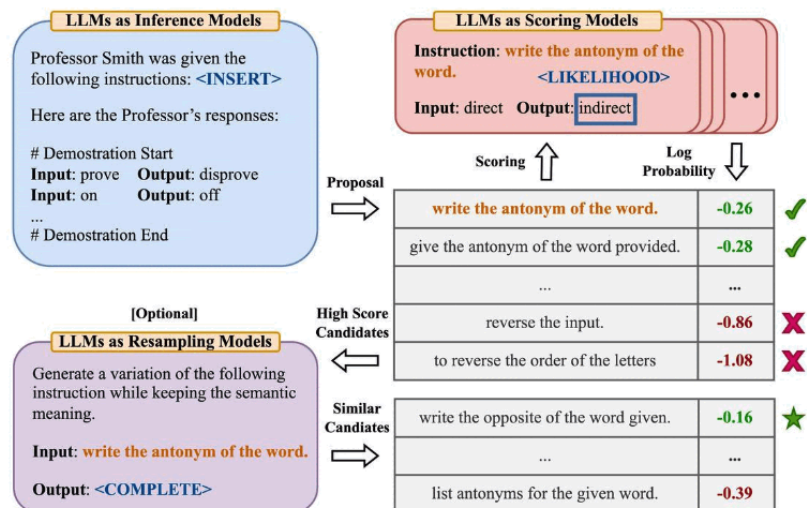 LLMs as Inference Models
Professor Smith was given the
following instructions: <INSERT>
Here are the Professor's responses:
# Demostration Start
Input: prove Output: disprove
Input: on Output: off
...
# Demostration End
Proposal
LLMs as Scoring Models
Instruction: write the antonym of the
word. <LIKELIHOOD>
Input: direct Output: indirect
...
Scoring
Log
Probability
write the antonym of the word. -0.26
give the antonym of the word provided. -0.28
... ...
reverse the input. -0.86
to reverse the order of the letters -1.08
[Optional]
LLMs as Resampling Models
Generate a variation of the following
instruction while keeping the semantic
meaning.
Input: write the antonym of the word.
Output: <COMPLETE>
High Score
Candidates
Similar
Candiates
write the opposite of the word given. -0.16
... ...
list antonyms for the given word. -0.39